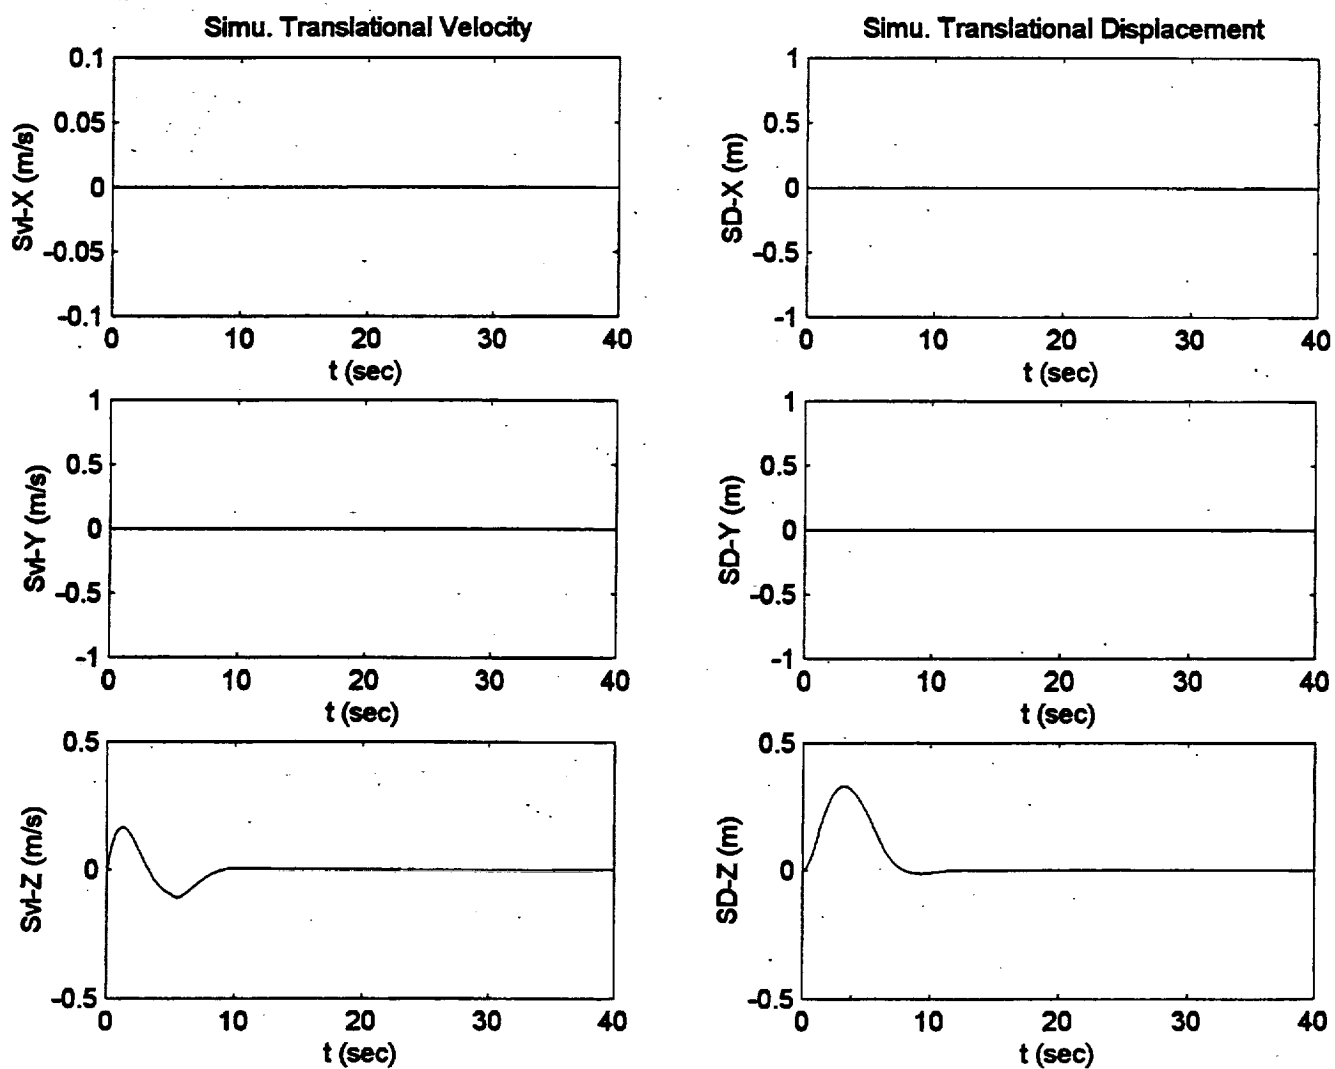 Simu. Translational Velocity
0.1
0.05
0
-0.05
-0.1
Svl-X (m/s)
0 10 20 30 40
t (sec)
Simu. Translational Displacement
1
0.5
0
-0.5
-1
SD-X (m)
0 10 20 30 40
t (sec)
1
0.5
0
-0.5
-1
Svl-Y (m/s)
0 10 20 30 40
t (sec)
1
0.5
0
-0.5
-1
SD-Y (m)
0 10 20 30 40
t (sec)
0.5
0
-0.5
Svl-Z (m/s)
0 10 20 30 40
t (sec)
0.5
0
-0.5
SD-Z (m)
0 10 20 30 40
t (sec)